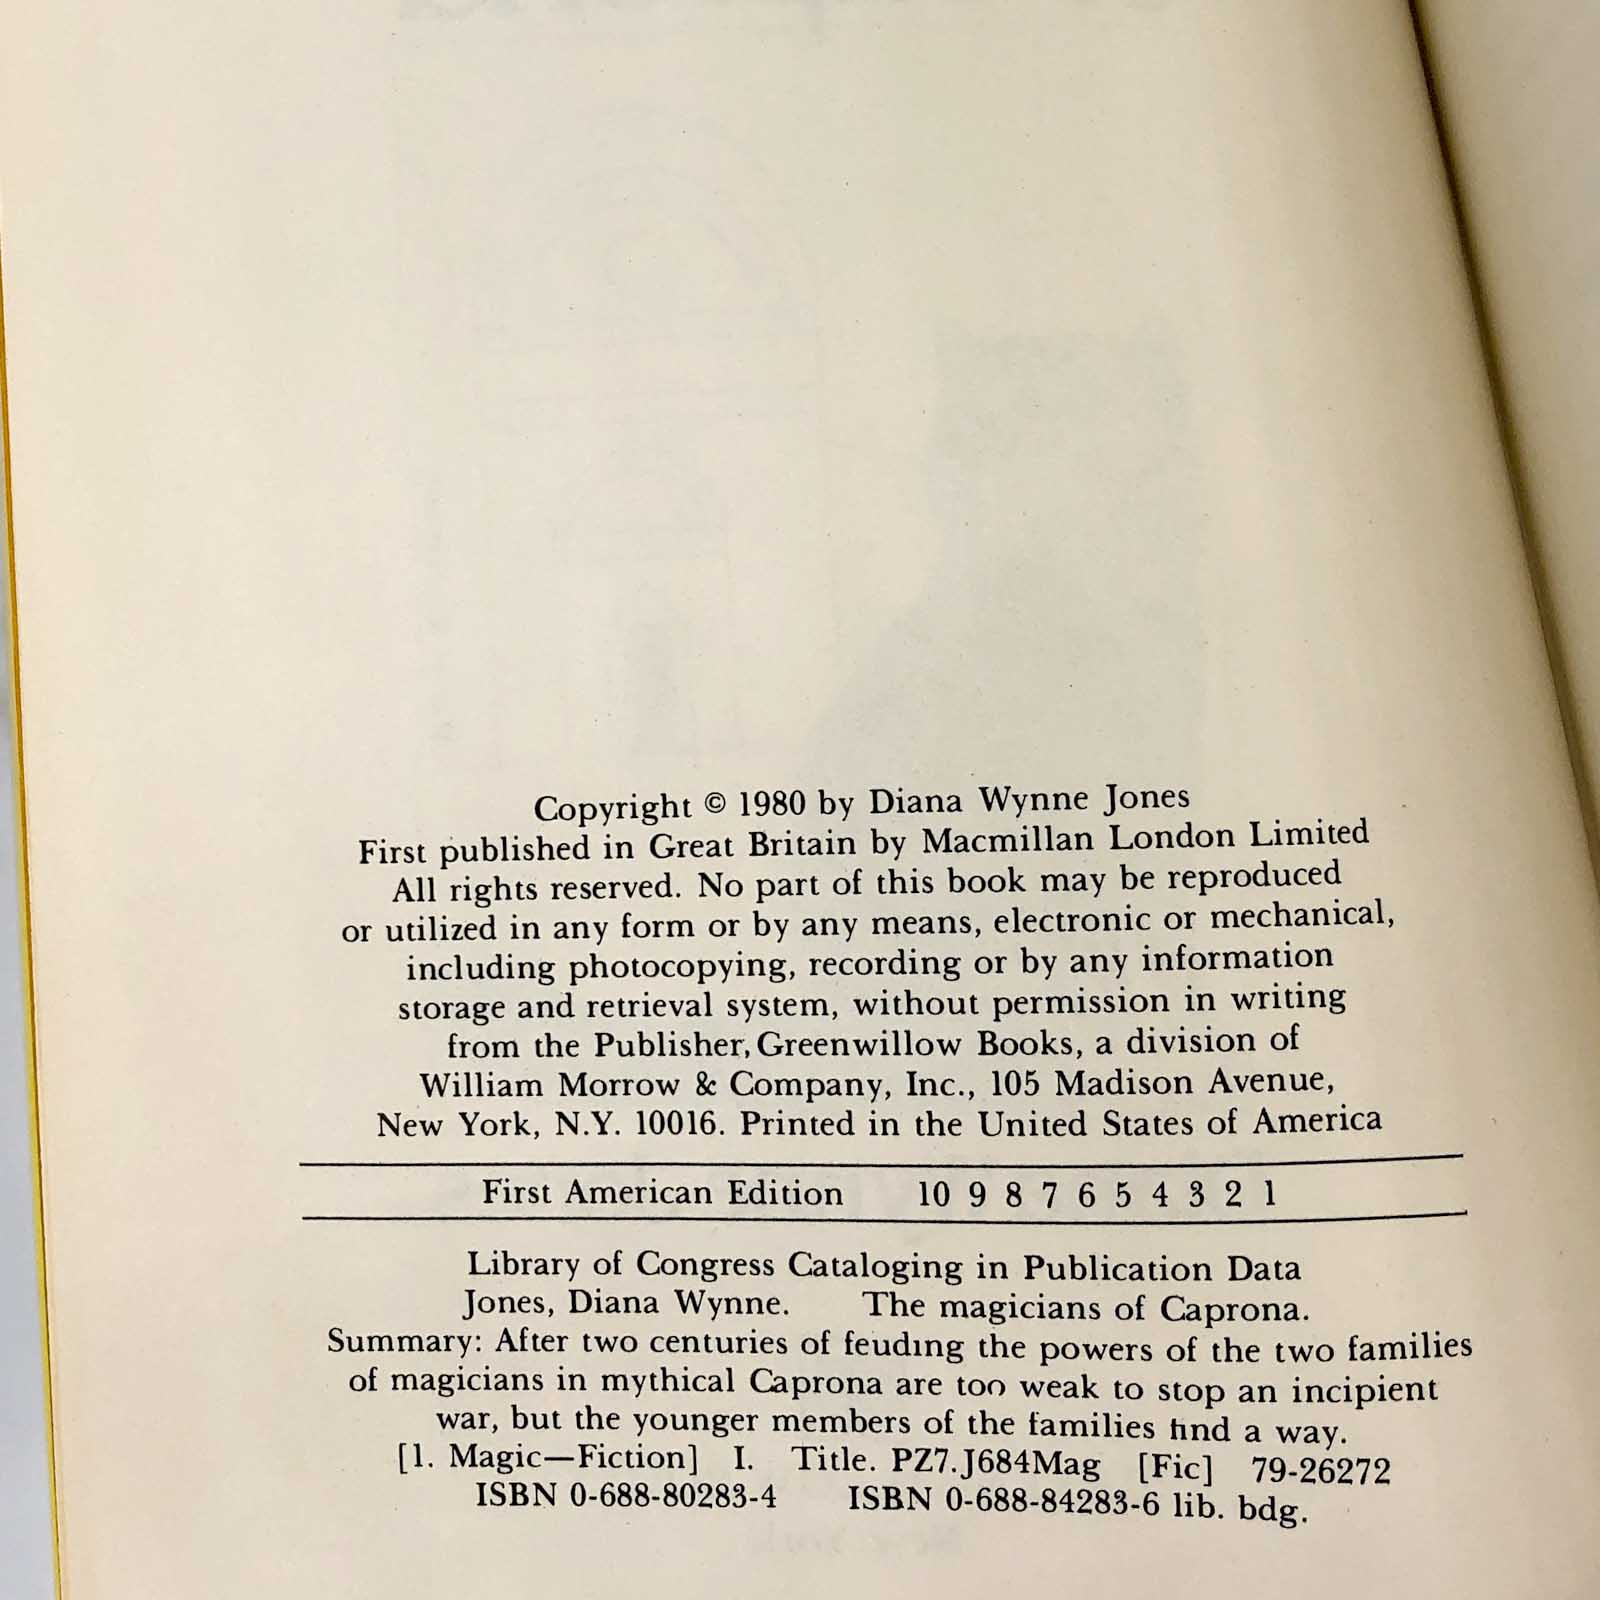 Copyright © 1980 by Diana Wynne Jones
First published in Great Britain by Macmillan London Limited
All rights reserved. No part of this book may be reproduced
or utilized in any form or by any means, electronic or mechanical,
including photocopying, recording or by any information
storage and retrieval system, without permission in writing
from the Publisher, Greenwillow Books, a division of
William Morrow & Company, Inc., 105 Madison Avenue,
New York, N.Y. 10016. Printed in the United States of America
First American Edition 10 9 8 7 6 5 4 3 2 1
Library of Congress Cataloging in Publication Data
Jones, Diana Wynne. The magicians of Caprona.
Summary: After two centuries of feuding the powers of the two families
of magicians in mythical Caprona are too weak to stop an incipient
war, but the younger members of the families find a way.
[1. Magic—Fiction] I. Title. PZ7.J684Mag [Fic] 79-26272
ISBN 0-688-80283-4 ISBN 0-688-84283-6 lib. bdg.